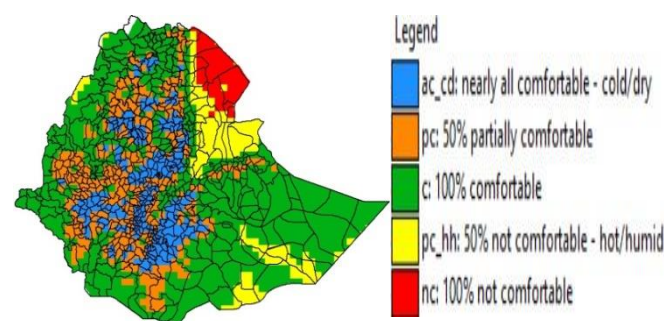 Legend
ac_cd: nearly all comfortable - cold/dry
pc: 50% partially comfortable
c: 100% comfortable
pc_hh: 50% not comfortable - hot/humid
nc: 100% not comfortable